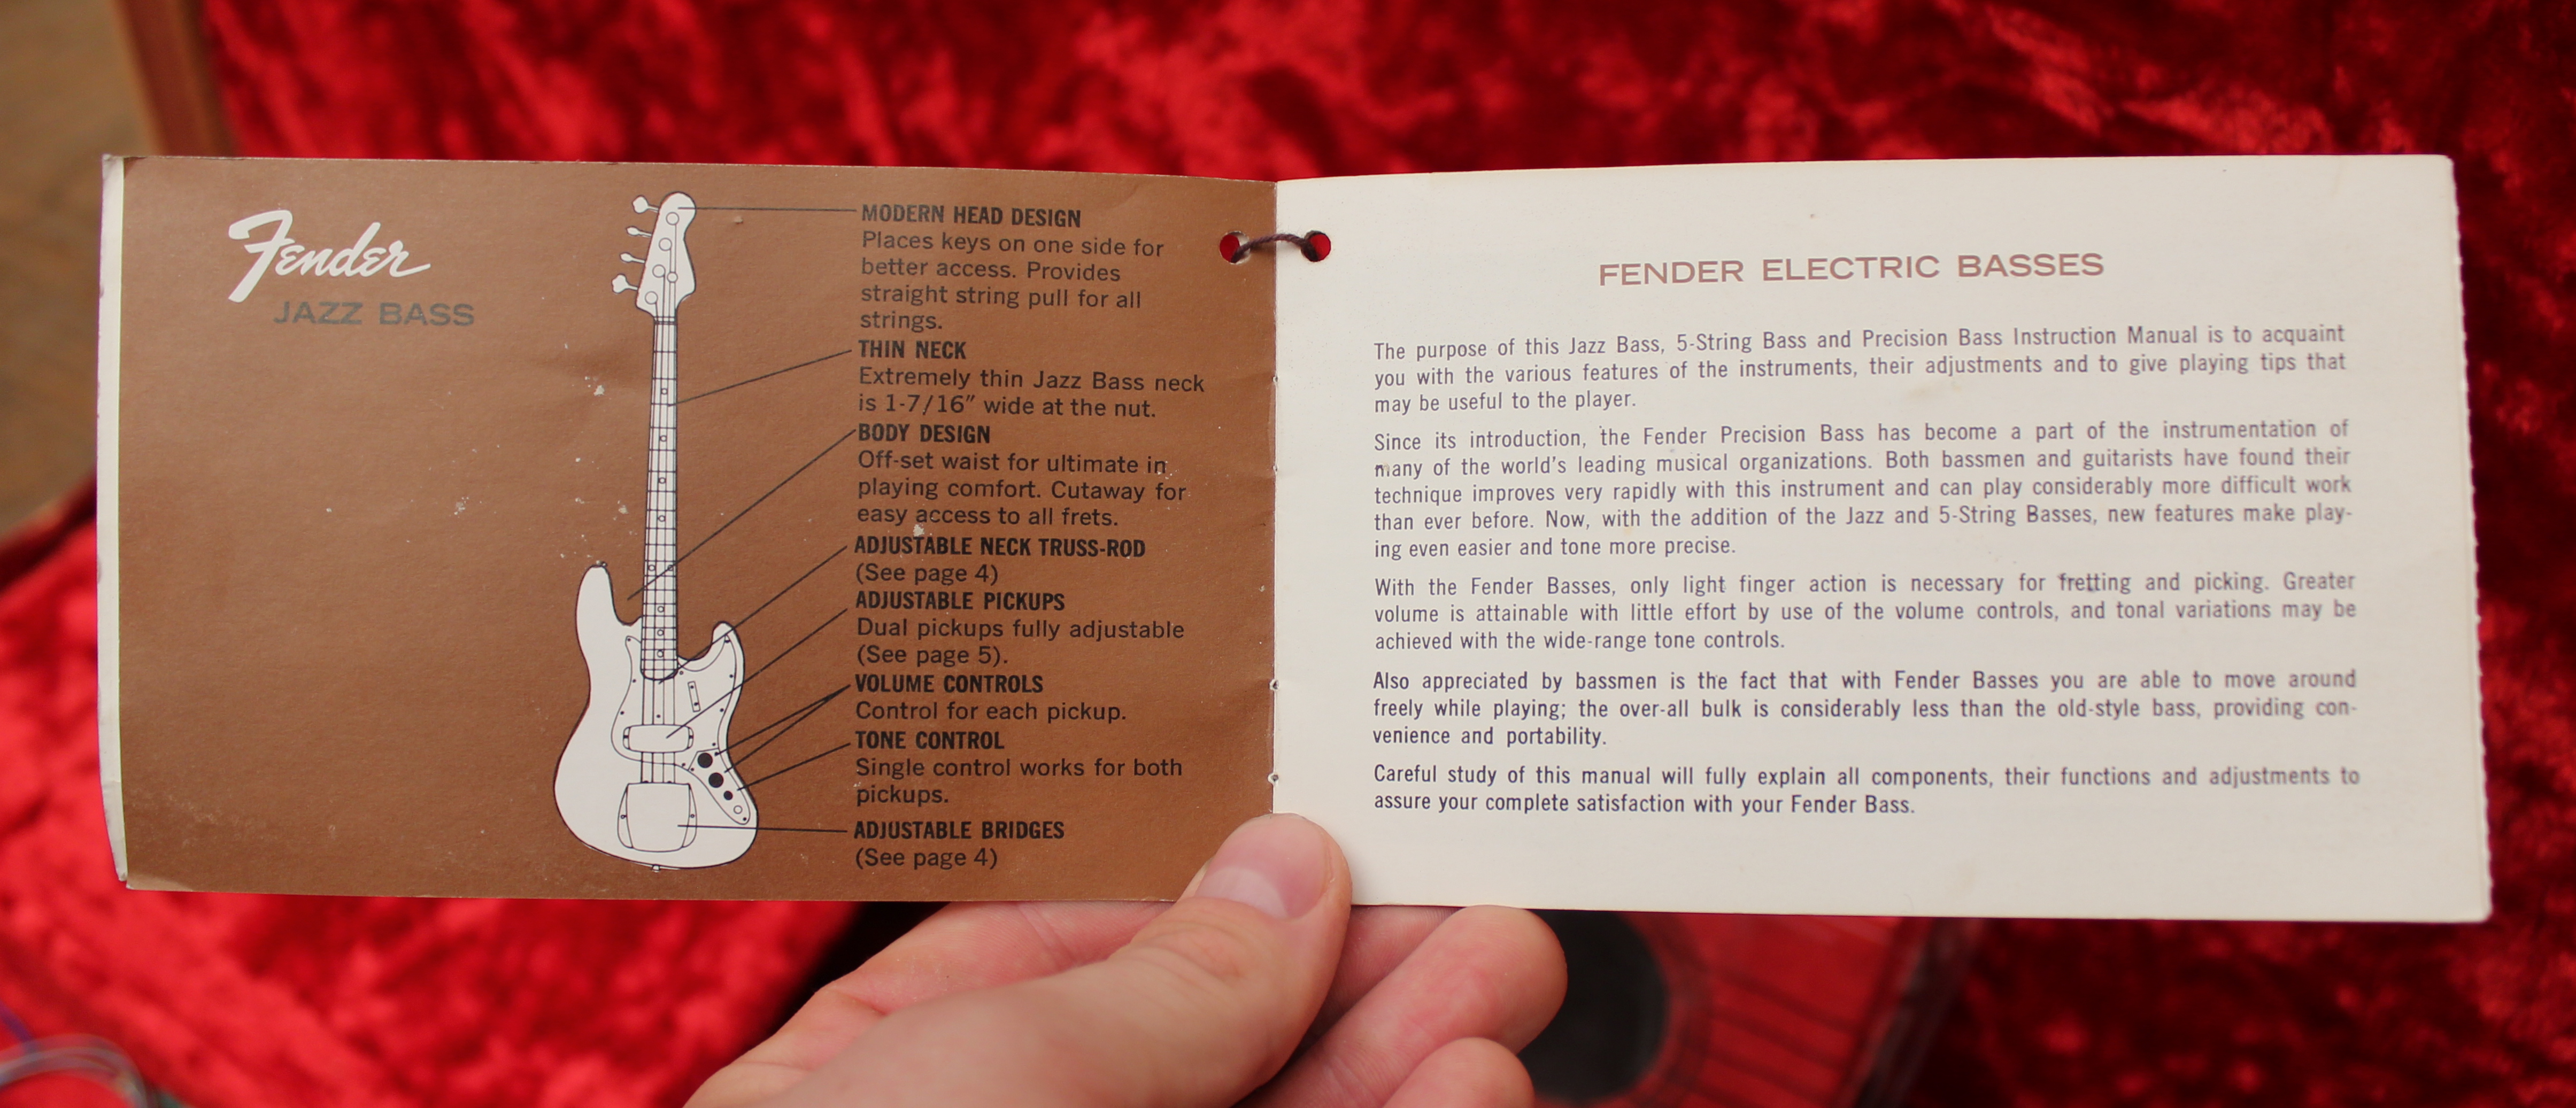 Fender
JAZZ BASS
MODERN HEAD DESIGN
Places keys on one side for
better access. Provides
straight string pull for all
strings.
THIN NECK
Extremely thin Jazz Bass neck
is 1-7/16" wide at the nut.
BODY DESIGN
Off-set waist for ultimate in
playing comfort. Cutaway for
easy access to all frets.
ADJUSTABLE NECK TRUSS-ROD
(See page 4)
ADJUSTABLE PICKUPS
Dual pickups fully adjustable
(See page 5).
VOLUME CONTROLS
Control for each pickup.
TONE CONTROL
Single control works for both
pickups.
ADJUSTABLE BRIDGES
(See page 4)
FENDER ELECTRIC BASSES
The purpose of this Jazz Bass, 5-String Bass and Precision Bass Instruction Manual is to acquaint
you with the various features of the instruments, their adjustments and to give playing tips that
may be useful to the player.
Since its introduction, the Fender Precision Bass has become a part of the instrumentation of
many of the world's leading musical organizations. Both bassmen and guitarists have found their
technique improves very rapidly with this instrument and can play considerably more difficult work
than ever before. Now, with the addition of the Jazz and 5-String Basses, new features make play-
ing even easier and tone more precise.
With the Fender Basses, only light finger action is necessary for fretting and picking. Greater
volume is attainable with little effort by use of the volume controls, and tonal variations may be
achieved with the wide-range tone controls.
Also appreciated by bassmen is the fact that with Fender Basses you are able to move around
freely while playing; the over-all bulk is considerably less than the old-style bass, providing con-
venience and portability.
Careful study of this manual will fully explain all components, their functions and adjustments to
assure your complete satisfaction with your Fender Bass.